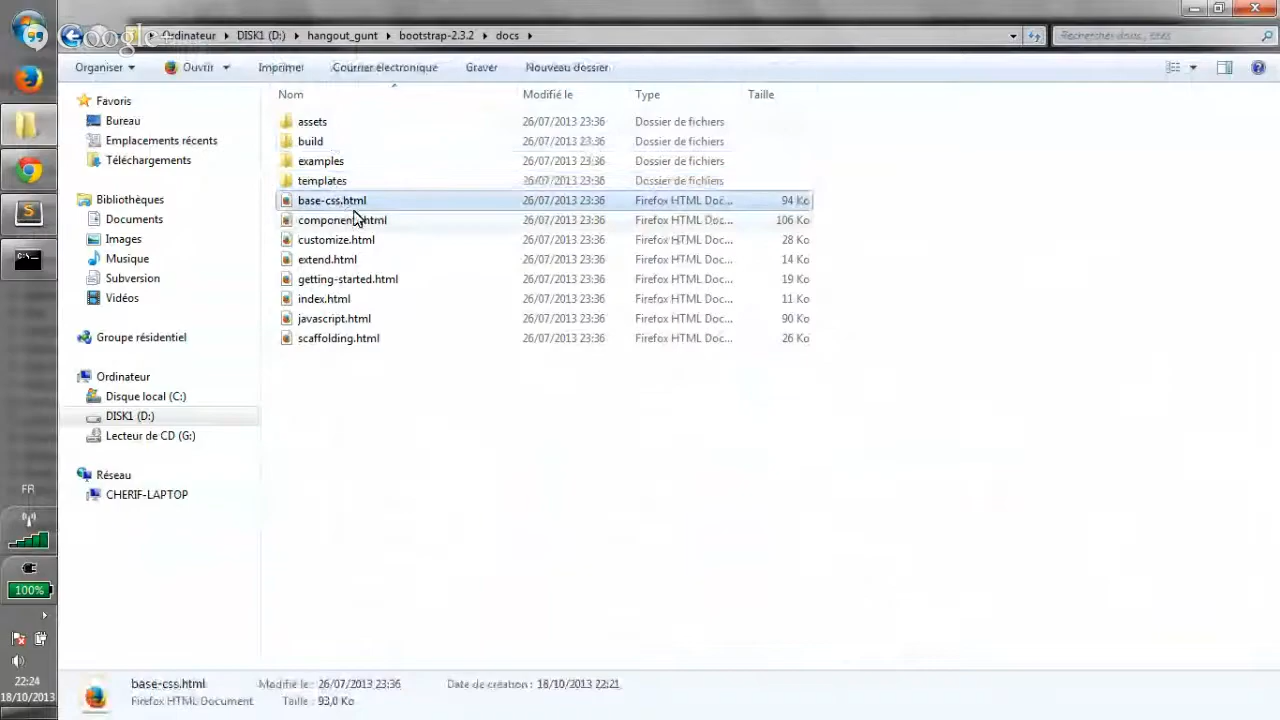 Google+
Ordinateur ▸ DISK1 (D:) ▸ hangout_gunt ▸ bootstrap-2.3.2 ▸ docs ▸
Organiser Ouvrir Imprimer Courrier électronique Graver Nouveau dossier
Nom Modifié le Type Taille
Favoris
Bureau
Emplacements récents
Téléchargements
Bibliothèques
Documents
Images
Musique
Subversion
Vidéos
Groupe résidentiel
Ordinateur
Disque local (C:)
DISK1 (D:)
Lecteur de CD (G:)
Réseau
CHERIF-LAPTOP
assets 26/07/2013 23:36 Dossier de fichiers
build 26/07/2013 23:36 Dossier de fichiers
examples 26/07/2013 23:36 Dossier de fichiers
templates 26/07/2013 23:36 Dossier de fichiers
base-css.html 26/07/2013 23:36 Firefox HTML Doc... 94 Ko
26/07/2013 23:36 Firefox HTML Doc... 106 Ko
customize.html 26/07/2013 23:36 Firefox HTML Doc... 28 Ko
extend.html 26/07/2013 23:36 Firefox HTML Doc... 14 Ko
getting-started.html 26/07/2013 23:36 Firefox HTML Doc... 19 Ko
index.html 26/07/2013 23:36 Firefox HTML Doc... 11 Ko
javascript.html 26/07/2013 23:36 Firefox HTML Doc... 90 Ko
scaffolding.html 26/07/2013 23:36 Firefox HTML Doc... 26 Ko
FR
100%
22:24
18/10/2013
base-css.html Modifié le : 26/07/2013 23:36 Date de création : 18/10/2013 22:21
Firefox HTML Document Taille : 93,0 Ko